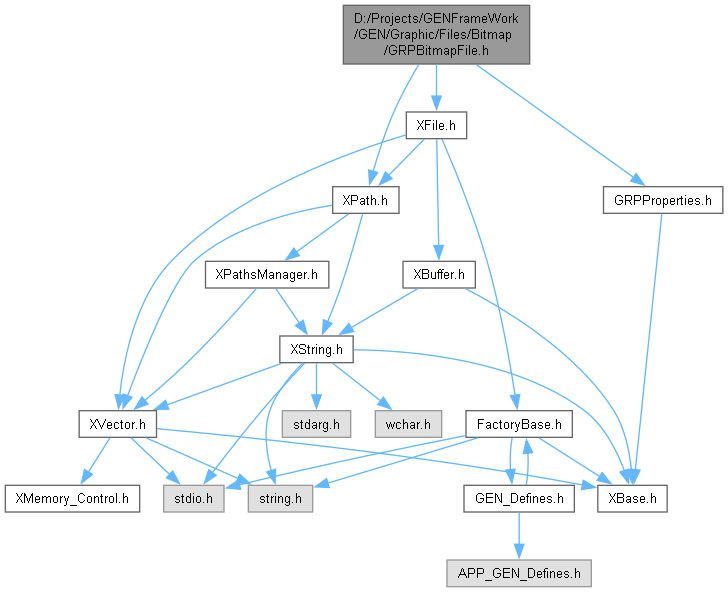 D:/Projects/GENFrameWork
/GEN/Graphic/Files/Bitmap
/GRPBitmapFile.h
XFile.h
XPath.h
GRPProperties.h
XPathsManager.h
XBuffer.h
XString.h
XVector.h
stdarg.h
wchar.h
FactoryBase.h
XMemory_Control.h
stdio.h
string.h
GEN_Defines.h
XBase.h
APP_GEN_Defines.h